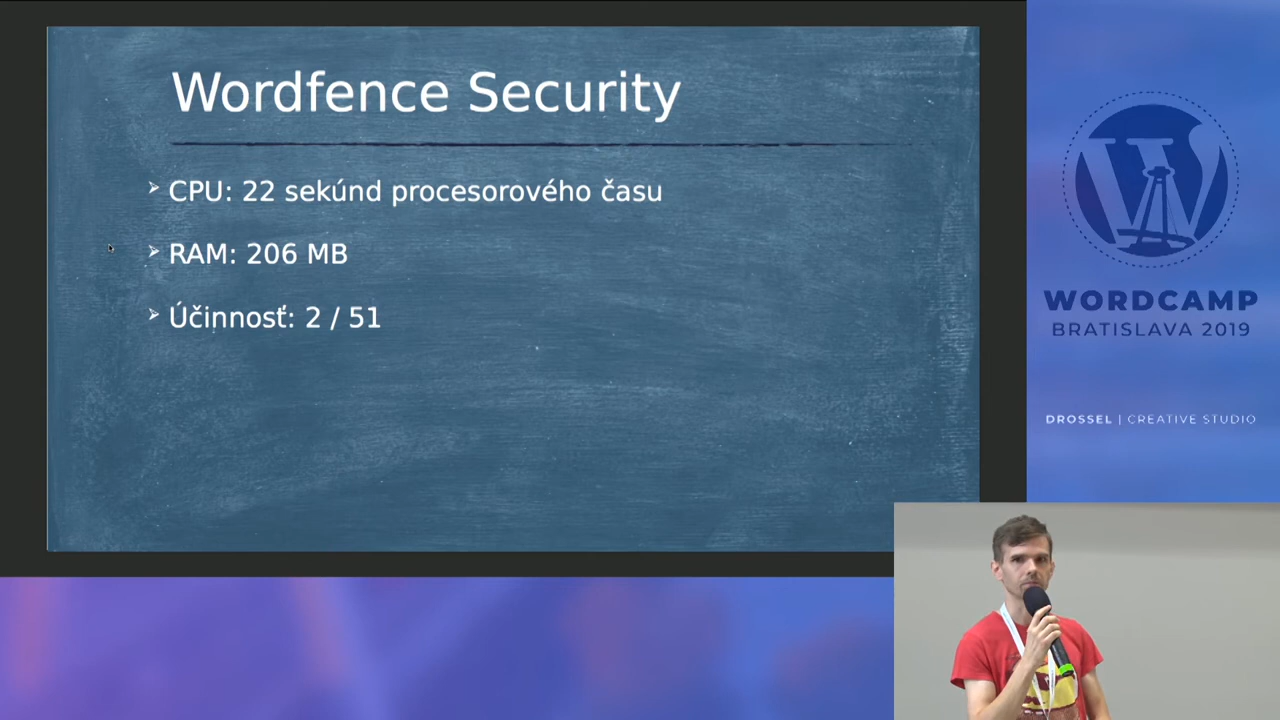 Wordfence Security
CPU: 22 sekúnd procesorového času
RAM: 206 MB
Účinnosť: 2 / 51
WORDCAMP
BRATISLAVA 2019
DROSSEL | CREATIVE STUDIO